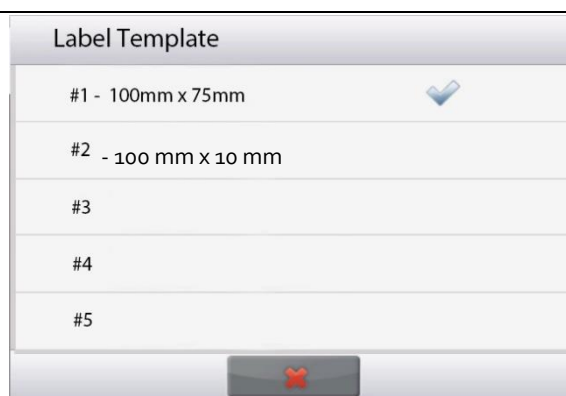 Label Template
#1 - 100mm x 75mm
#2 - 100 mm x 10 mm
#3
#4
#5